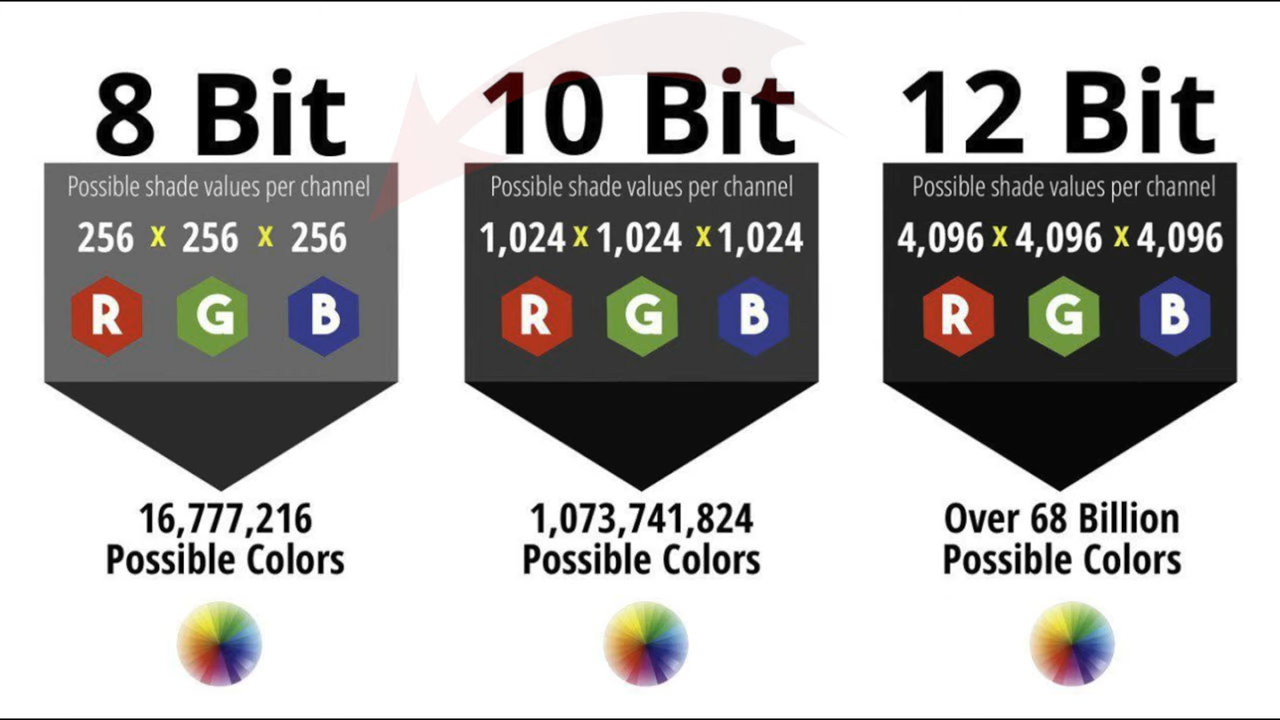 8 Bit
Possible shade values per channel
256 x 256 x 256
R G B
16,777,216
Possible Colors
10 Bit
Possible shade values per channel
1,024 x 1,024 x 1,024
R G B
1,073,741,824
Possible Colors
12 Bit
Possible shade values per channel
4,096 x 4,096 x 4,096
R G B
Over 68 Billion
Possible Colors